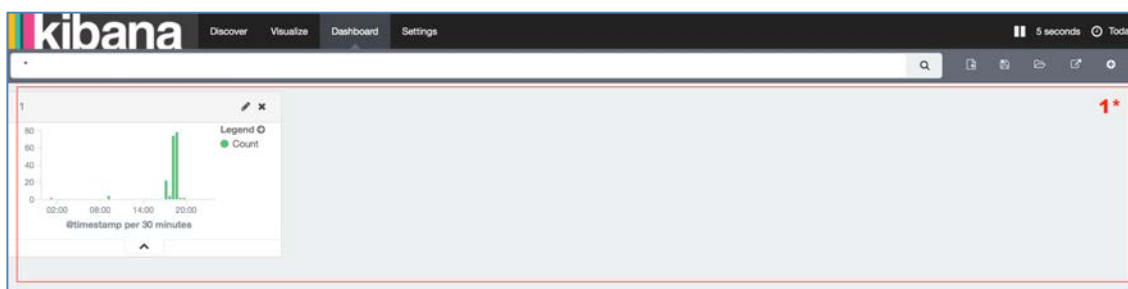 kibana Discover Visualize Dashboard Settings 5 seconds Toda
*
1*
1
Legend
Count
80
60
40
20
0
02:00 08:00 14:00 20:00
@timestamp per 30 minutes